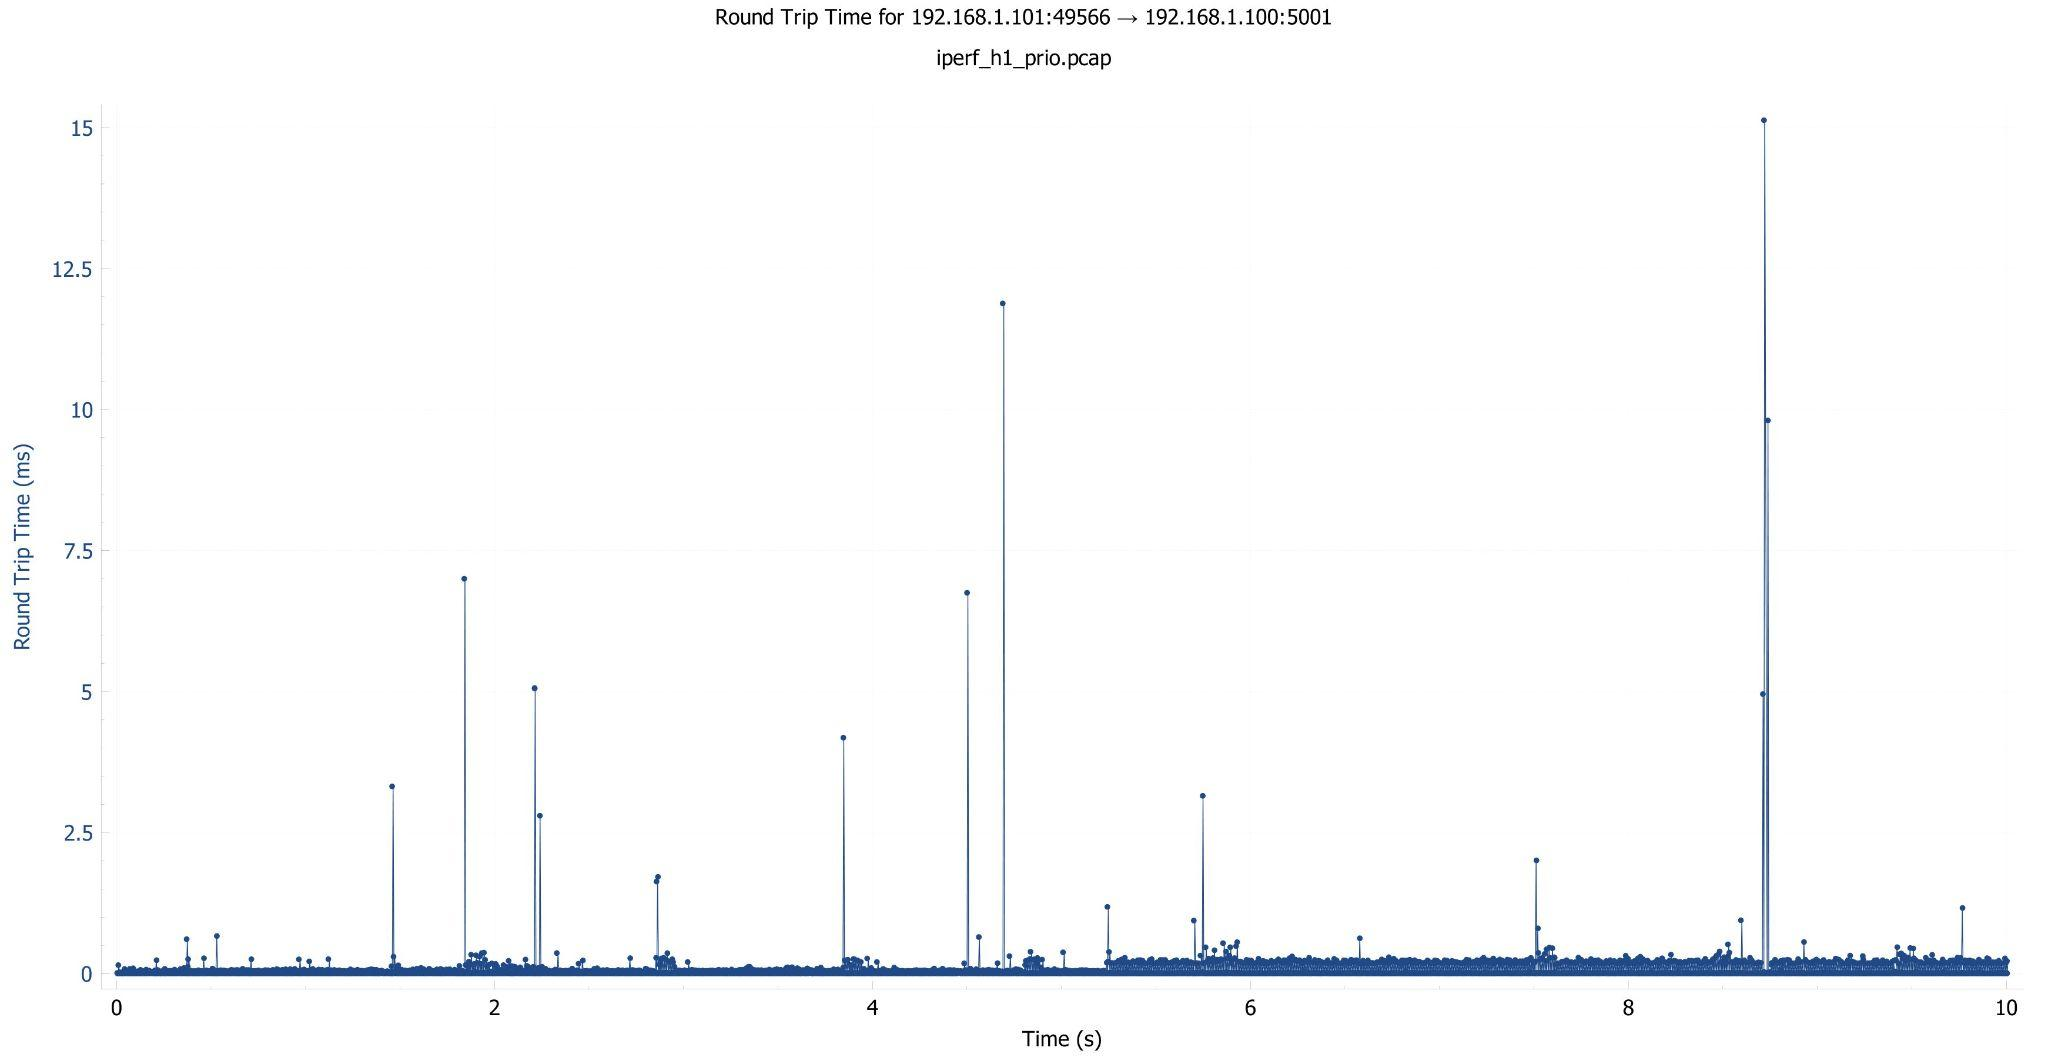 Round Trip Time for 192.168.1.101:49566 → 192.168.1.100:5001
iperf_h1_prio.pcap
15
12.5
10
7.5
5
2.5
0
Round Trip Time (ms)
0 2 4 6 8 10
Time (s)